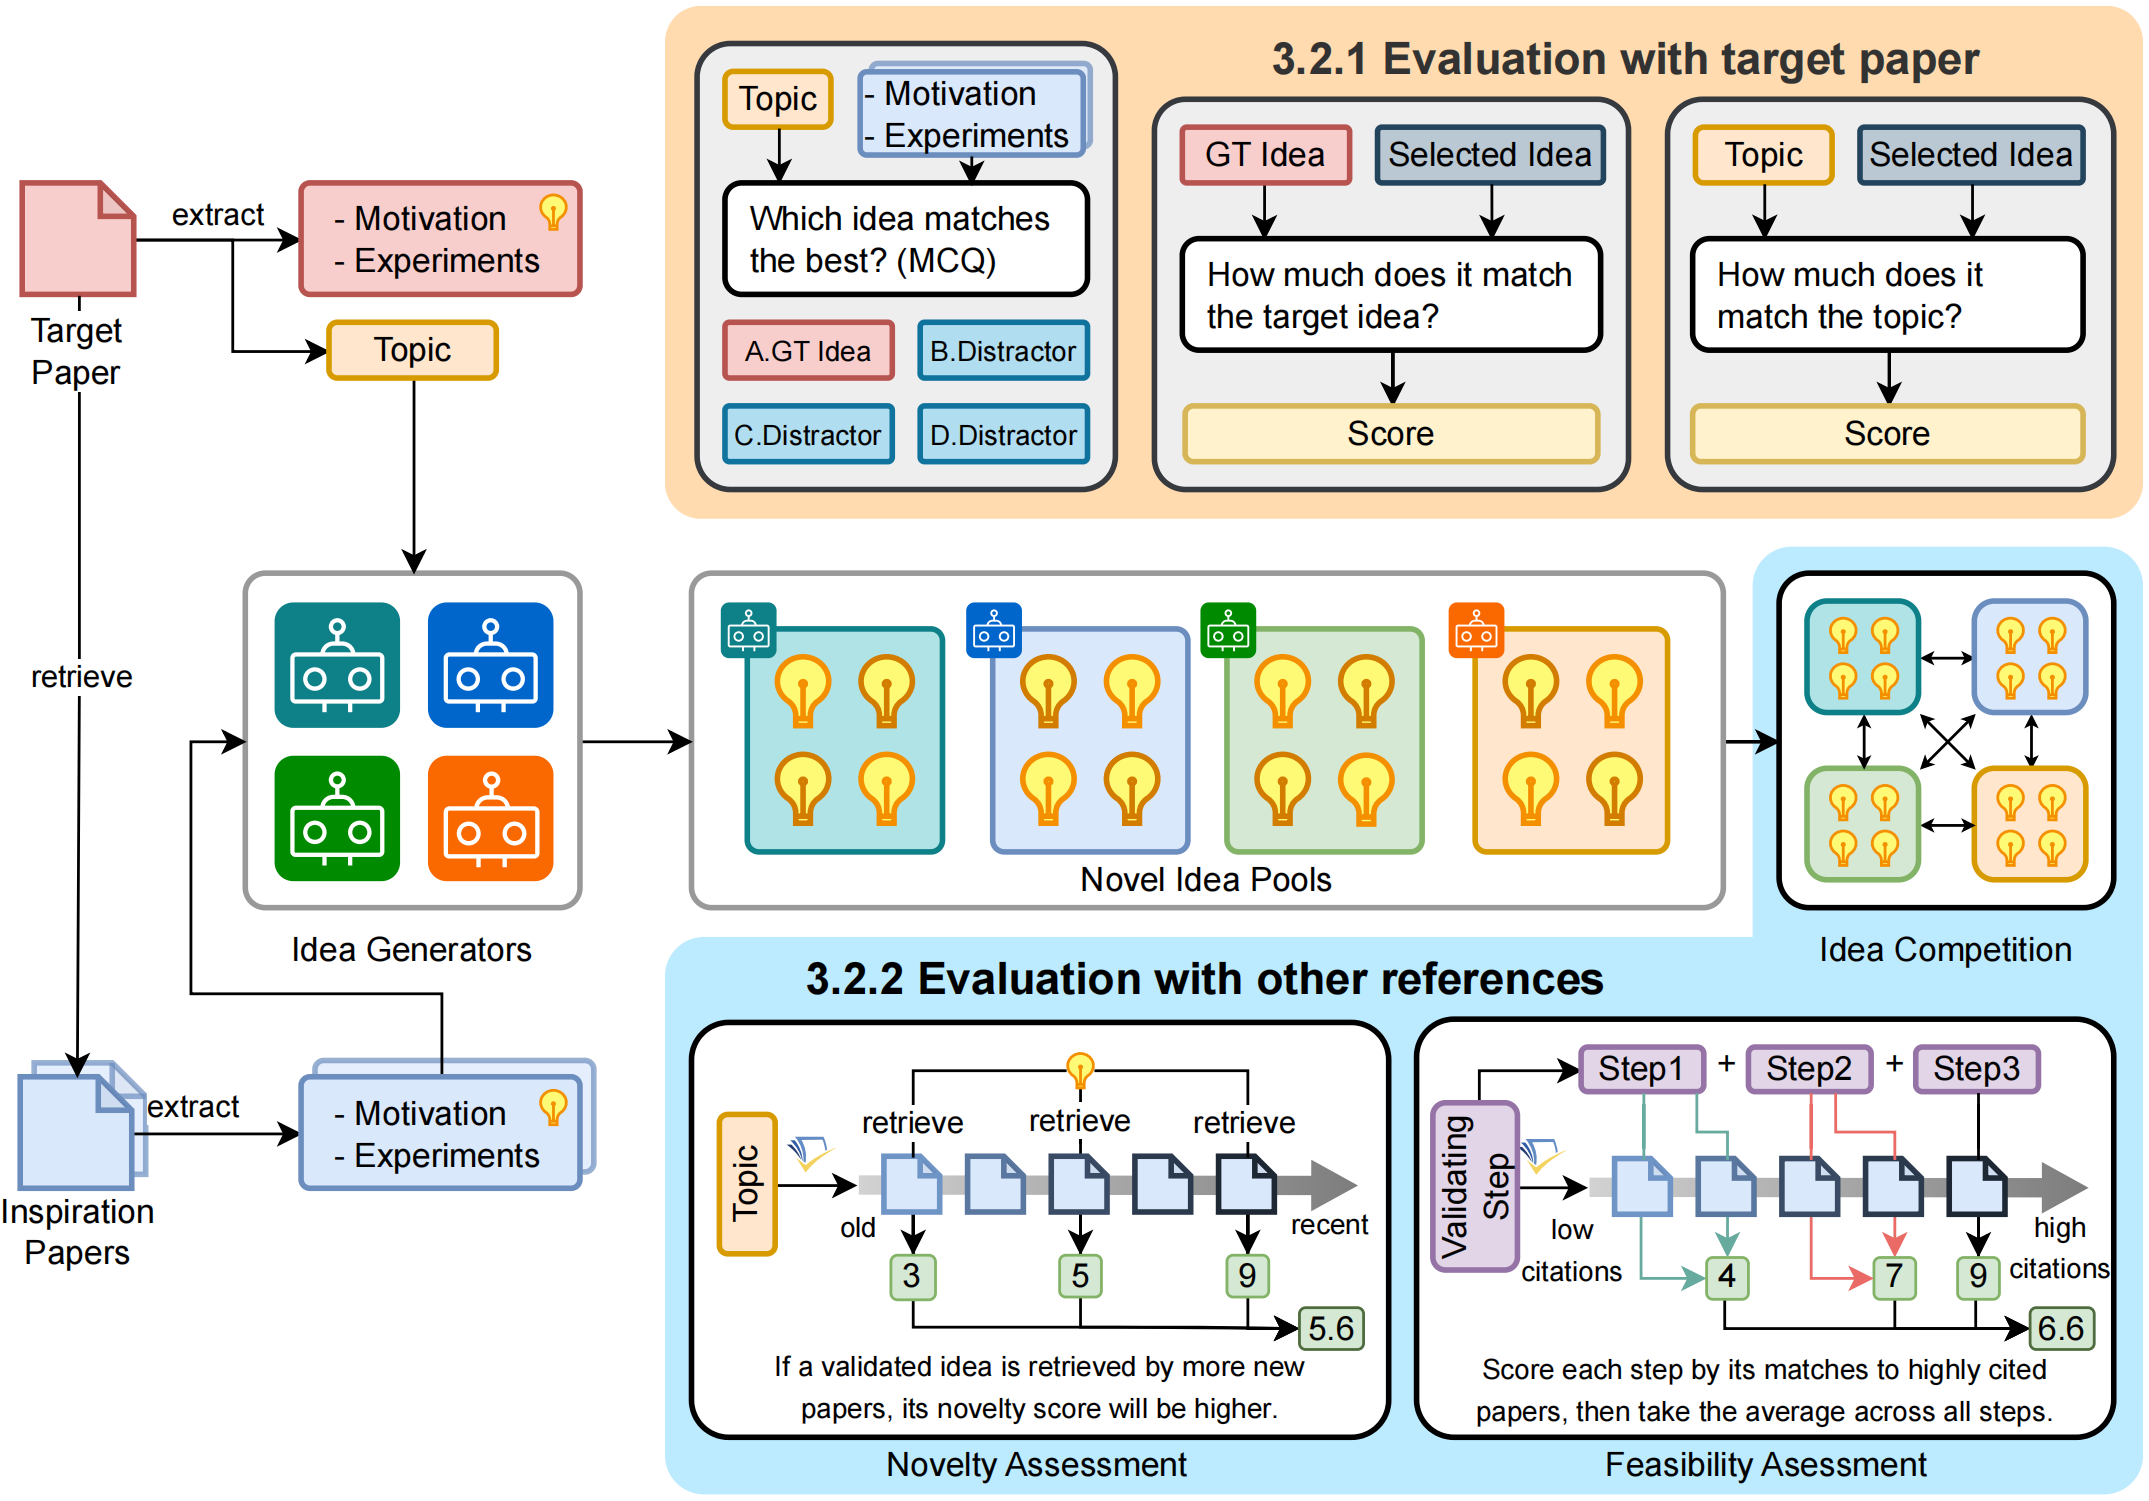 3.2.1 Evaluation with target paper
Topic
- Motivation
- Experiments
Which idea matches
the best? (MCQ)
A.GT Idea
B.Distractor
C.Distractor
D.Distractor
GT Idea
Selected Idea
How much does it match
the target idea?
Score
Topic
Selected Idea
How much does it
match the topic?
Score
Target
Paper
extract
- Motivation
- Experiments
Topic
retrieve
Idea Generators
Novel Idea Pools
Idea Competition
Inspiration
Papers
extract
- Motivation
- Experiments
3.2.2 Evaluation with other references
Topic
retrieve
retrieve
retrieve
old
recent
3
5
9
5.6
If a validated idea is retrieved by more new
papers, its novelty score will be higher.
Novelty Assessment
Validating
Step
Step1
+
Step2
+
Step3
low
citations
high
citations
4
7
9
6.6
Score each step by its matches to highly cited
papers, then take the average across all steps.
Feasibility Asessment